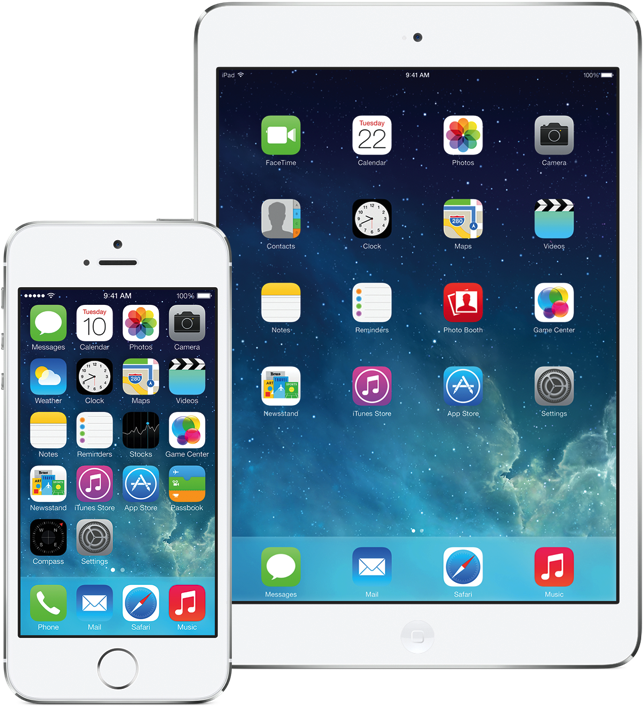 iPad 9:41 AM 100%
FaceTime Tuesday 22 Calendar Photos Camera
Contacts Clock 280 Maps Videos
Notes Reminders Photo Booth Game Center
Newsstand iTunes Store App Store Settings
Messages Mail Safari Music
9:41 AM 100%
Messages Tuesday 10 Calendar Photos Camera
Weather Clock 280 Maps Videos
Notes Reminders Stocks Game Center
Newsstand iTunes Store App Store Passbook
Compass Settings
Phone Mail Safari Music